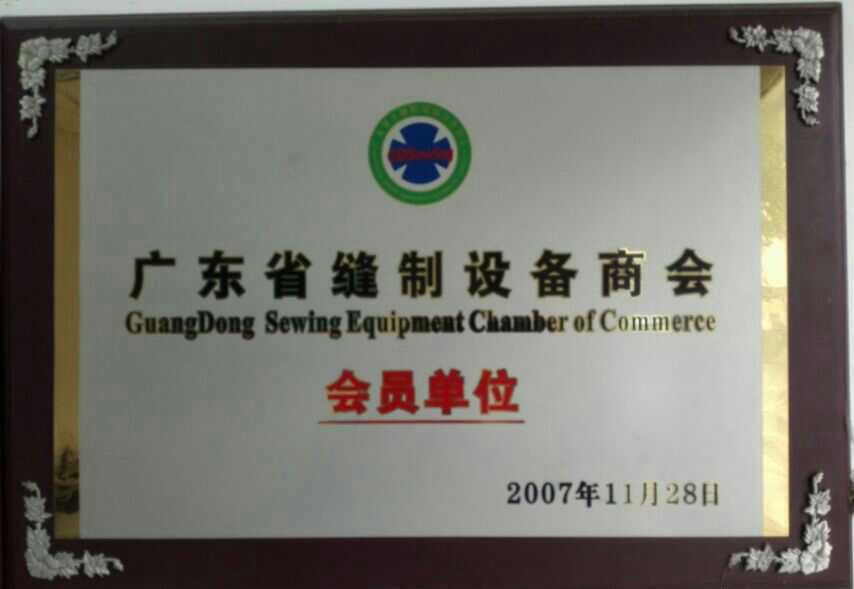 广东省缝制设备商会
GuangDong Sewing Equipment Chamber of Commerce
会员单位
2007年11月28日